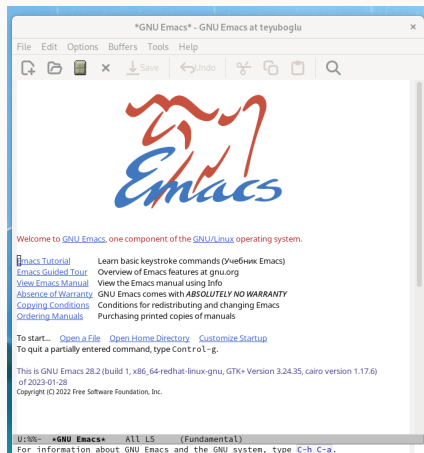 *GNU Emacs* - GNU Emacs at teyuboglu ×
File Edit Options Buffers Tools Help
Save Undo
Emacs
Welcome to GNU Emacs, one component of the GNU/Linux operating system.
Emacs Tutorial Learn basic keystroke commands (Учебник Emacs)
Emacs Guided Tour Overview of Emacs features at gnu.org
View Emacs Manual View the Emacs manual using Info
Absence of Warranty GNU Emacs comes with ABSOLUTELY NO WARRANTY
Copying Conditions Conditions for redistributing and changing Emacs
Ordering Manuals Purchasing printed copies of manuals
To start... Open a File Open Home Directory Customize Startup
To quit a partially entered command, type Control-g.
This is GNU Emacs 28.2 (build 1, x86_64-redhat-linux-gnu, GTK+ Version 3.24.35, cairo version 1.17.6)
of 2023-01-28
Copyright (C) 2022 Free Software Foundation, Inc.
U:%%- *GNU Emacs* All L5 (Fundamental)
For information about GNU Emacs and the GNU system, type C-h C-a.